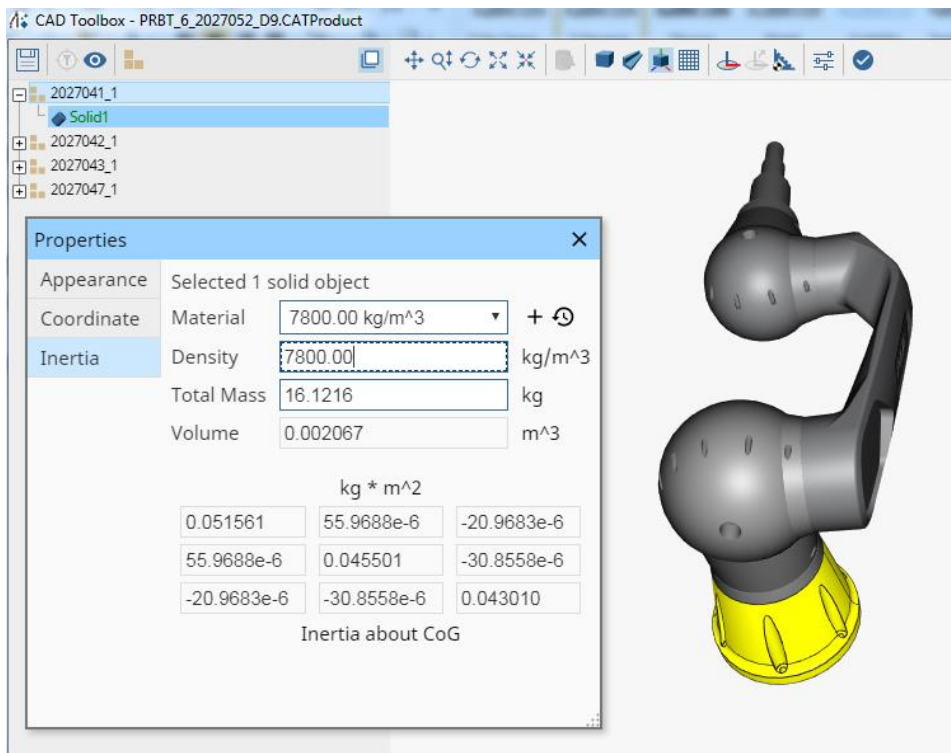 CAD Toolbox - PRBT_6_2027052_D9.CATProduct
2027041_1
Solid1
2027042_1
2027043_1
2027047_1
Properties
Appearance
Coordinate
Inertia
Selected 1 solid object
Material 7800.00 kg/m^3
Density 7800.00 kg/m^3
Total Mass 16.1216 kg
Volume 0.002067 m^3
kg * m^2
0.051561 55.9688e-6 -20.9683e-6
55.9688e-6 0.045501 -30.8558e-6
-20.9683e-6 -30.8558e-6 0.043010
Inertia about CoG